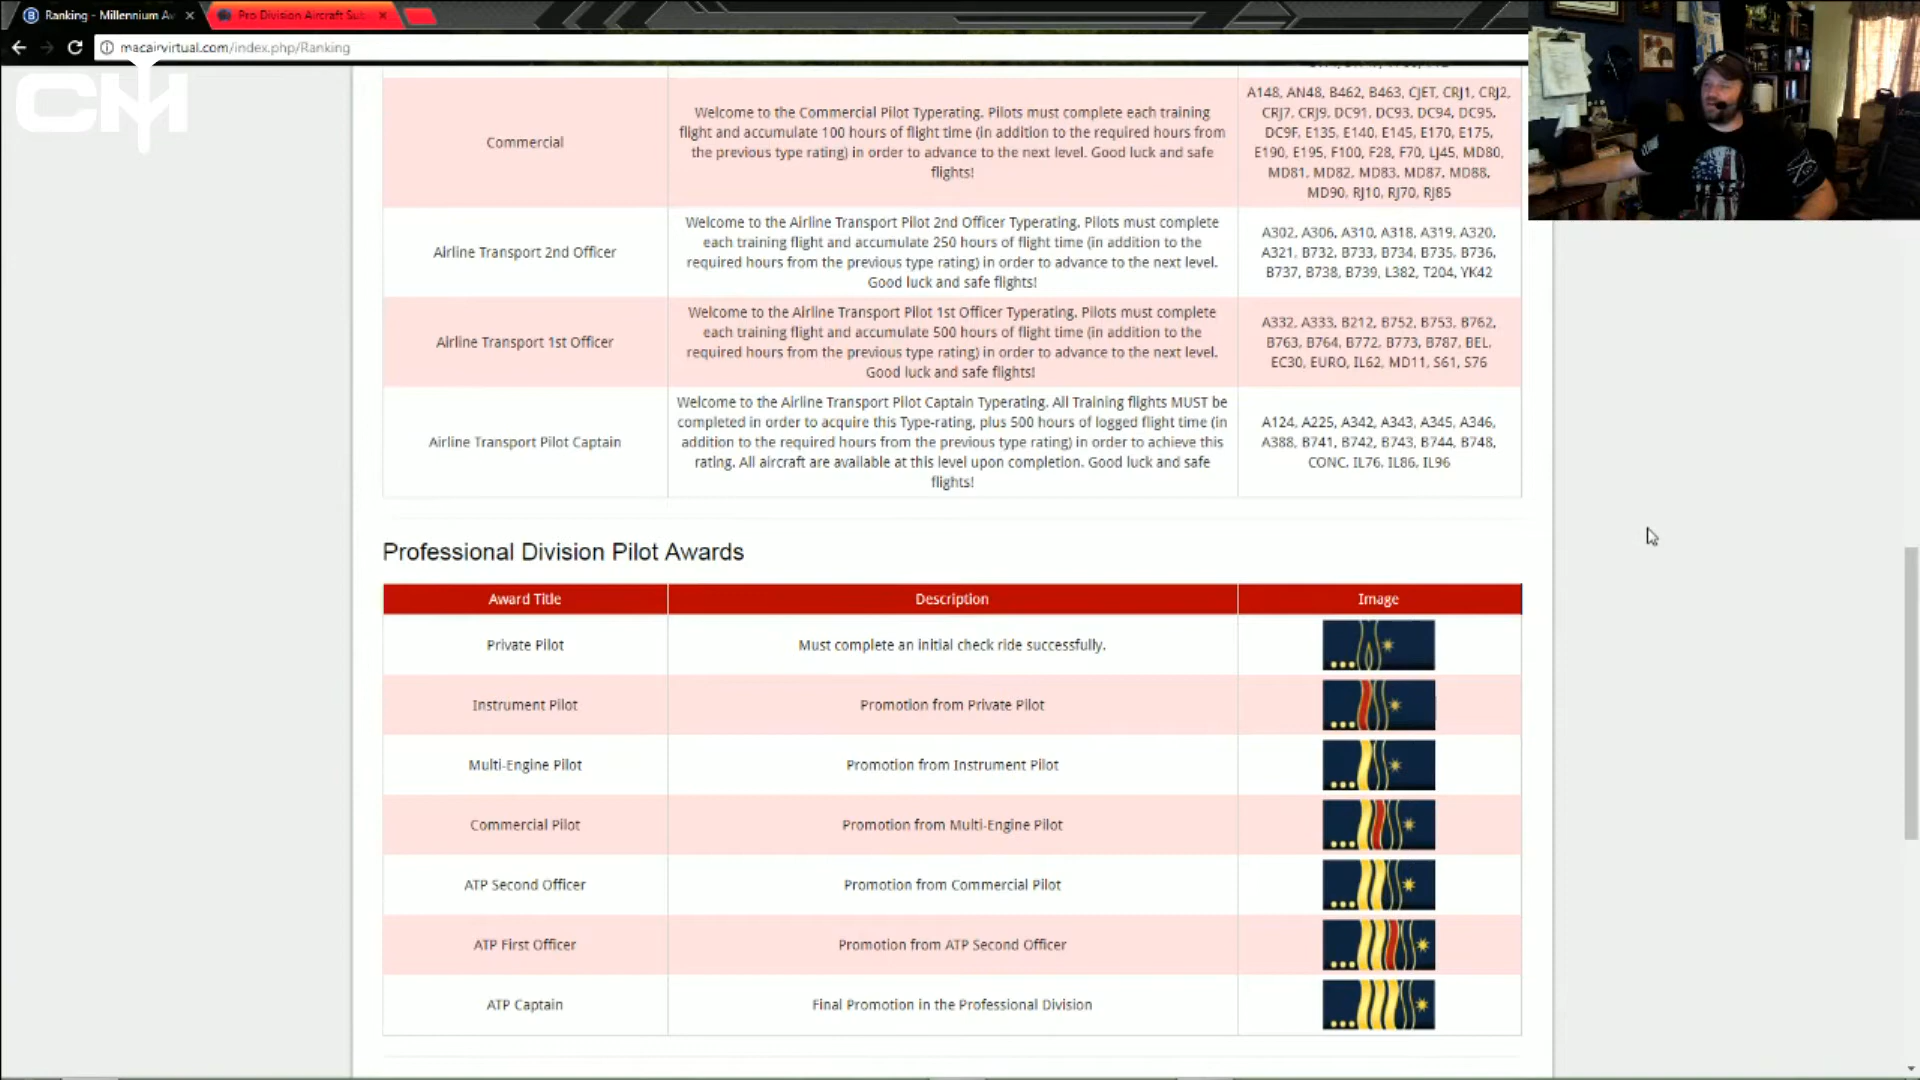 Ranking - Millennium Av
Pro Division Aircraft Sub
macairvirtual.com/index.php/Ranking
CM
Commercial
Welcome to the Commercial Pilot Typerating. Pilots must complete each training
flight and accumulate 100 hours of flight time (in addition to the required hours from
the previous type rating) in order to advance to the next level. Good luck and safe
flights!
A148, AN48, B462, B463, CJET, CRJ1, CRJ2,
CRJ7, CRJ9, DC91, DC93, DC94, DC95,
DC9F, E135, E140, E145, E170, E175,
E190, E195, F100, F28, F70, LJ45, MD80,
MD81, MD82, MD83, MD87, MD88,
MD90, RJ10, RJ70, RJ85
Airline Transport 2nd Officer
Welcome to the Airline Transport Pilot 2nd Officer Typerating. Pilots must complete
each training flight and accumulate 250 hours of flight time (in addition to the
required hours from the previous type rating) in order to advance to the next level.
Good luck and safe flights!
A302, A306, A310, A318, A319, A320,
A321, B732, B733, B734, B735, B736,
B737, B738, B739, L382, T204, YK42
Airline Transport 1st Officer
Welcome to the Airline Transport Pilot 1st Officer Typerating. Pilots must complete
each training flight and accumulate 500 hours of flight time (in addition to the
required hours from the previous type rating) in order to advance to the next level.
Good luck and safe flights!
A332, A333, B212, B752, B753, B762,
B763, B764, B772, B773, B787, BEL,
EC30, EURO, IL62, MD11, S61, S76
Airline Transport Pilot Captain
Welcome to the Airline Transport Pilot Captain Typerating. All Training flights MUST be
completed in order to acquire this Type-rating, plus 500 hours of logged flight time (in
addition to the required hours from the previous type rating) in order to achieve this
rating. All aircraft are available at this level upon completion. Good luck and safe
flights!
A124, A225, A342, A343, A345, A346,
A388, B741, B742, B743, B744, B748,
CONC, IL76, IL86, IL96
Professional Division Pilot Awards
Award Title
Description
Image
Private Pilot
Must complete an initial check ride successfully.
Instrument Pilot
Promotion from Private Pilot
Multi-Engine Pilot
Promotion from Instrument Pilot
Commercial Pilot
Promotion from Multi-Engine Pilot
ATP Second Officer
Promotion from Commercial Pilot
ATP First Officer
Promotion from ATP Second Officer
ATP Captain
Final Promotion in the Professional Division